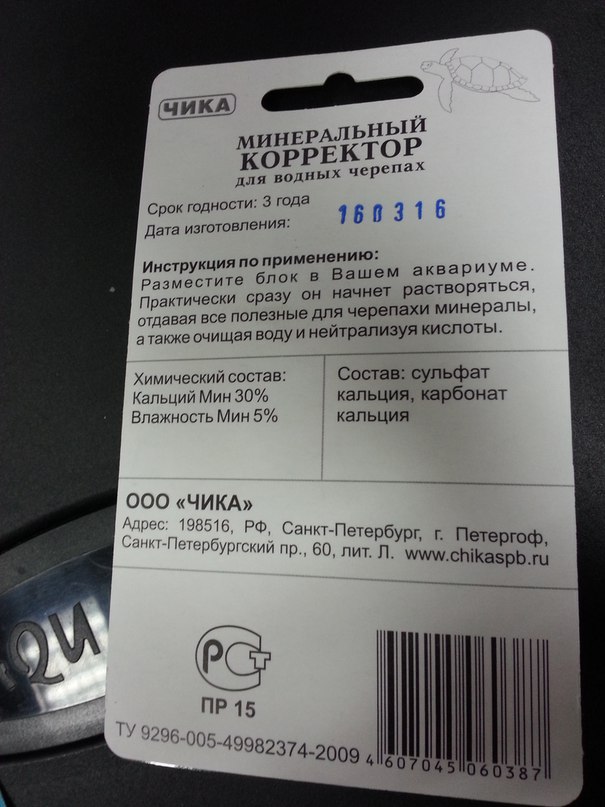 ЧИКА
МИНЕРАЛЬНЫЙ
КОРРЕКТОР
для водных черепах
Срок годности: 3 года
Дата изготовления: 160316
Инструкция по применению:
Разместите блок в Вашем аквариуме.
Практически сразу он начнет растворяться,
отдавая все полезные для черепахи минералы,
а также очищая воду и нейтрализуя кислоты.
Химический состав:
Кальций Мин 30%
Влажность Мин 5%
Состав: сульфат
кальция, карбонат
кальция
ООО «ЧИКА»
Адрес: 198516, РФ, Санкт-Петербург, г. Петергоф,
Санкт-Петербургский пр., 60, лит. Л. www.chikaspb.ru
РСТ
ПР 15
ТУ 9296-005-49982374-2009
4 607045 060387